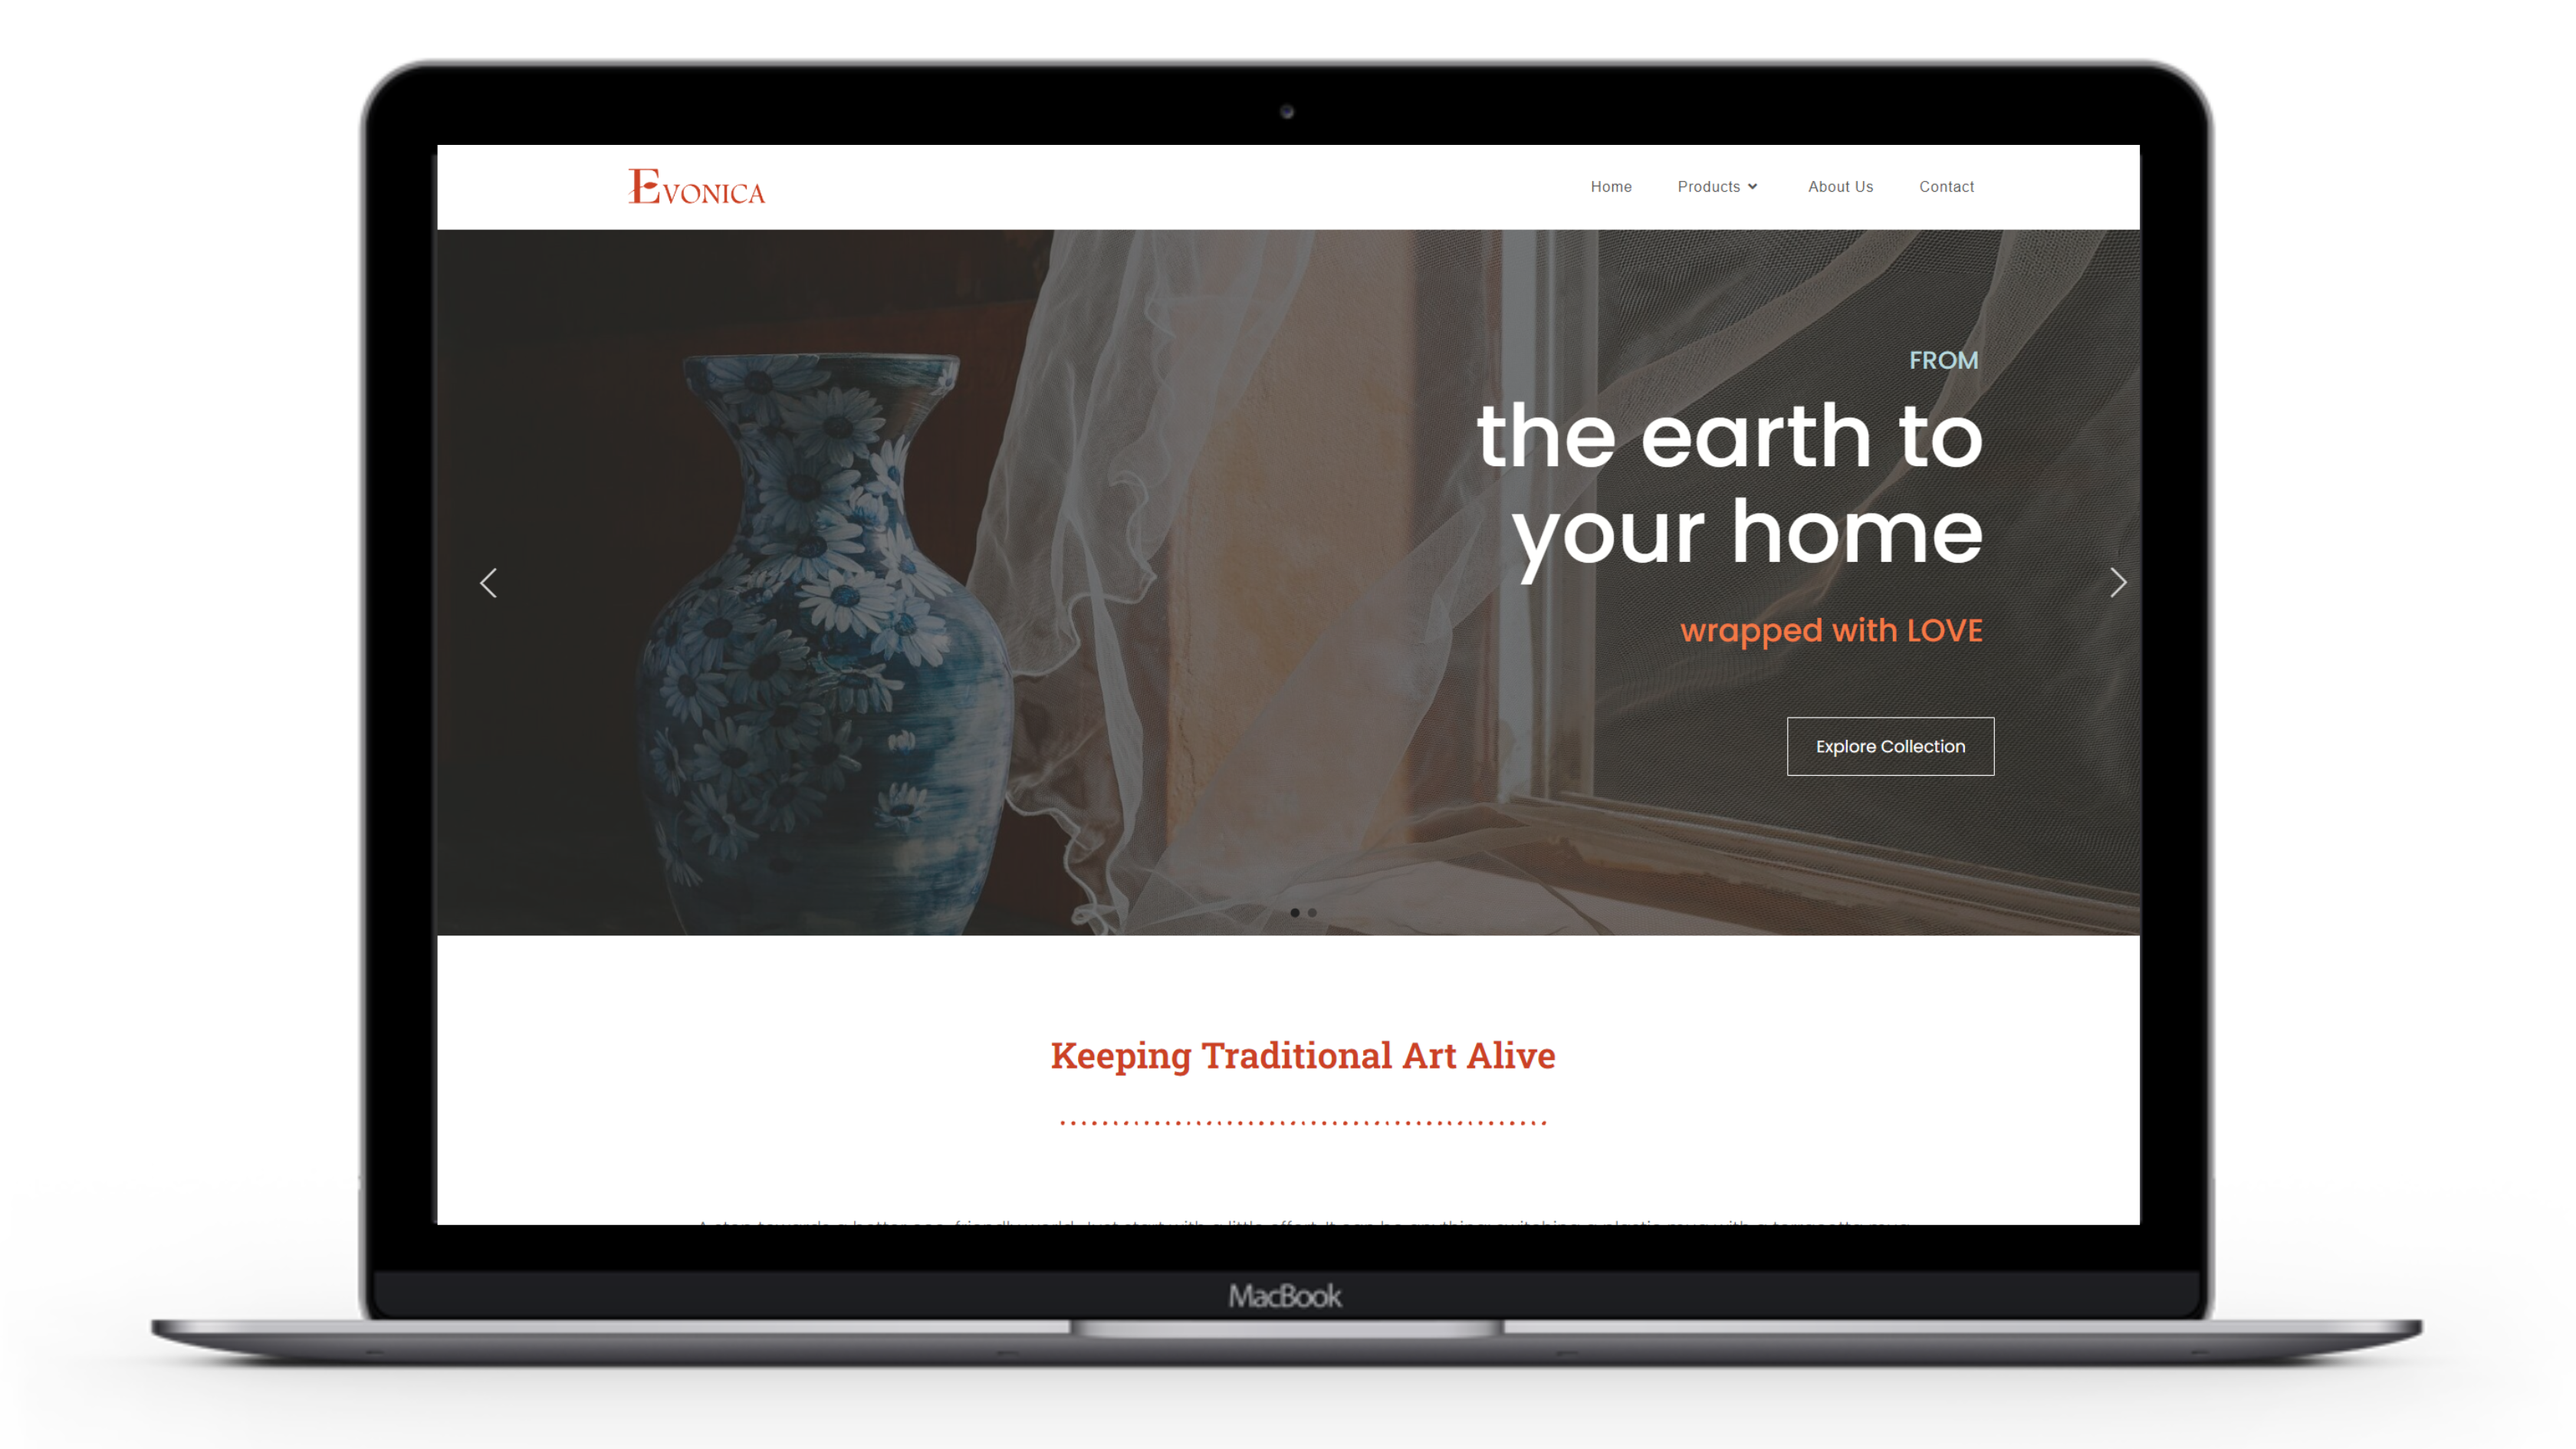 EVONICA
Home Products About Us Contact
FROM
the earth to
your home
wrapped with LOVE
Explore Collection
Keeping Traditional Art Alive
MacBook